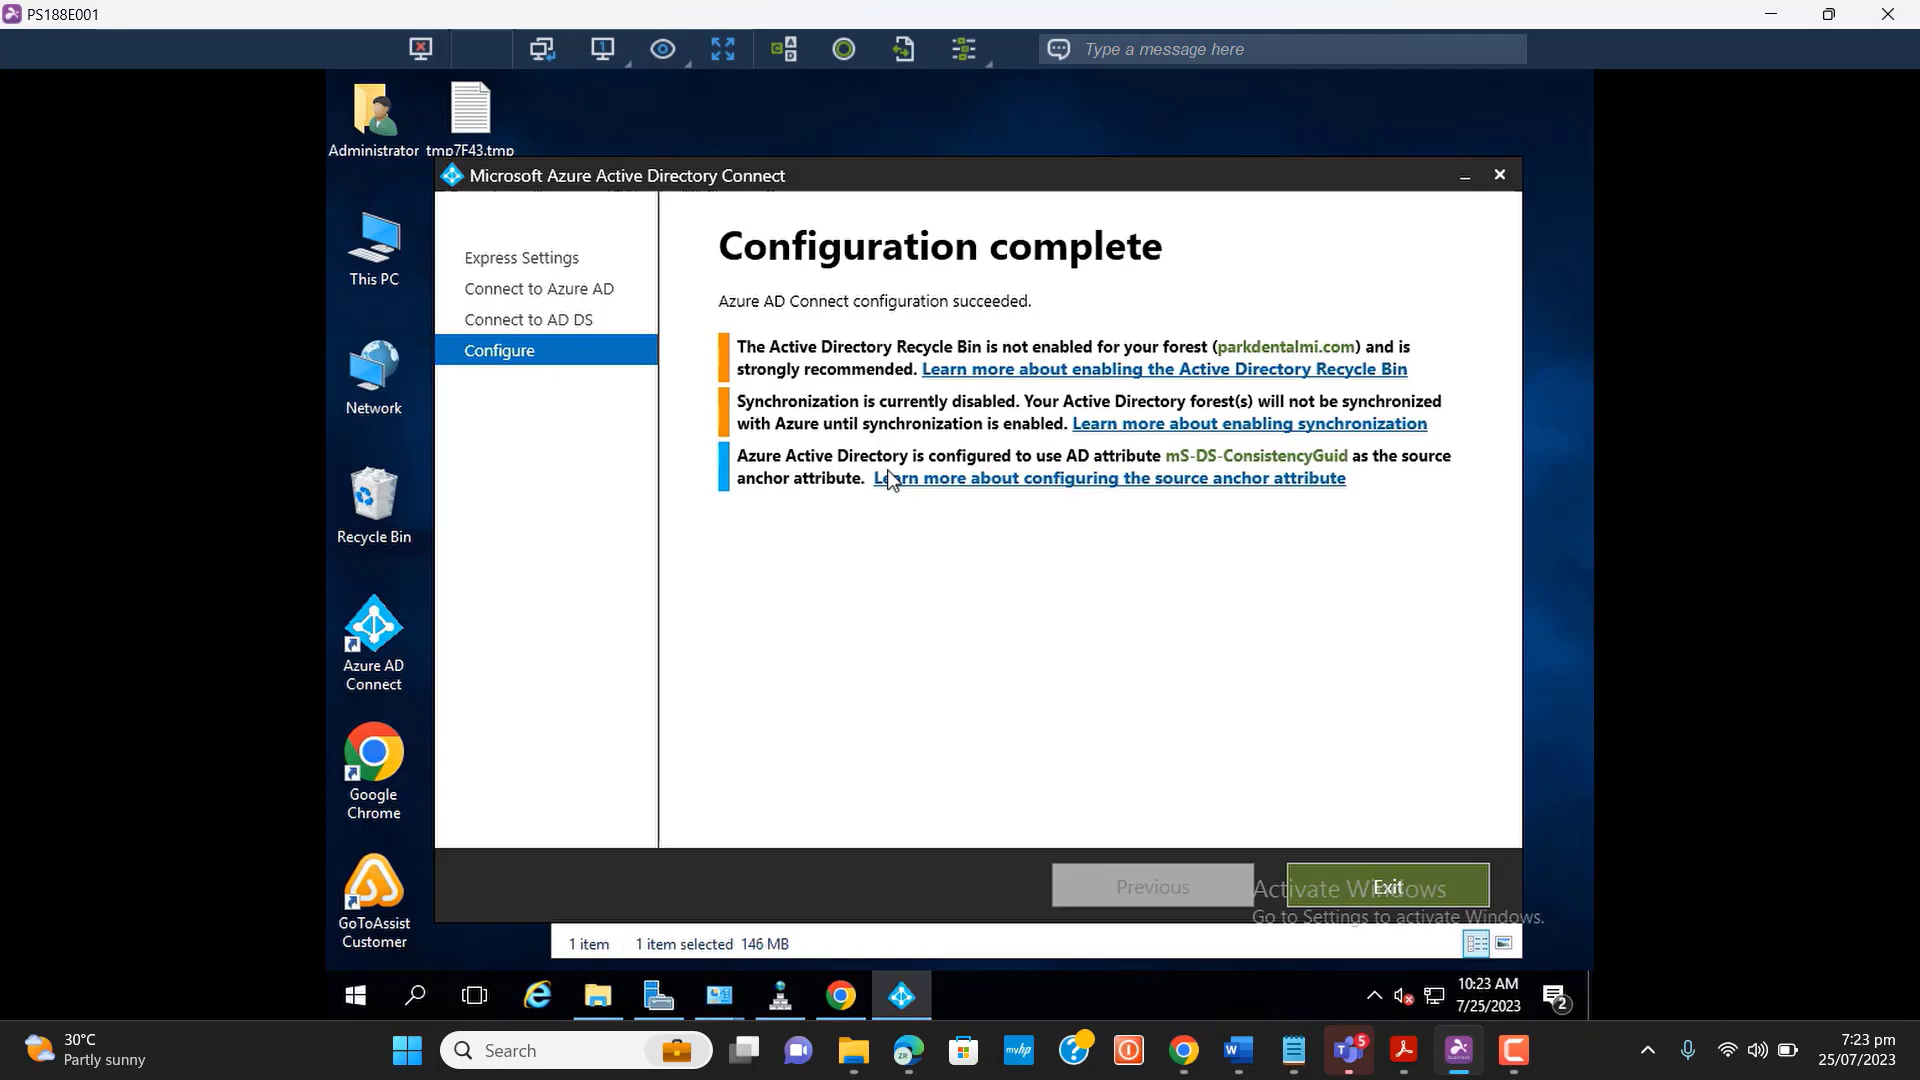 PS188E001
Type a message here
Administrator
tmp7F43.tmp
Microsoft Azure Active Directory Connect
Express Settings
Connect to Azure AD
Connect to AD DS
Configure
Configuration complete
Azure AD Connect configuration succeeded.
The Active Directory Recycle Bin is not enabled for your forest (parkdentalmi.com) and is
strongly recommended. Learn more about enabling the Active Directory Recycle Bin
Synchronization is currently disabled. Your Active Directory forest(s) will not be synchronized
with Azure until synchronization is enabled. Learn more about enabling synchronization
Azure Active Directory is configured to use AD attribute mS-DS-ConsistencyGuid as the source
anchor attribute. Learn more about configuring the source anchor attribute
This PC
Network
Recycle Bin
Azure AD
Connect
Google
Chrome
GoToAssist
Customer
Previous
Exit
Activate Windows
Go to Settings to activate Windows.
1 item
1 item selected 146 MB
10:23 AM
7/25/2023
2
30°C
Partly sunny
Search
ZR
myhp
5
7:23 pm
25/07/2023